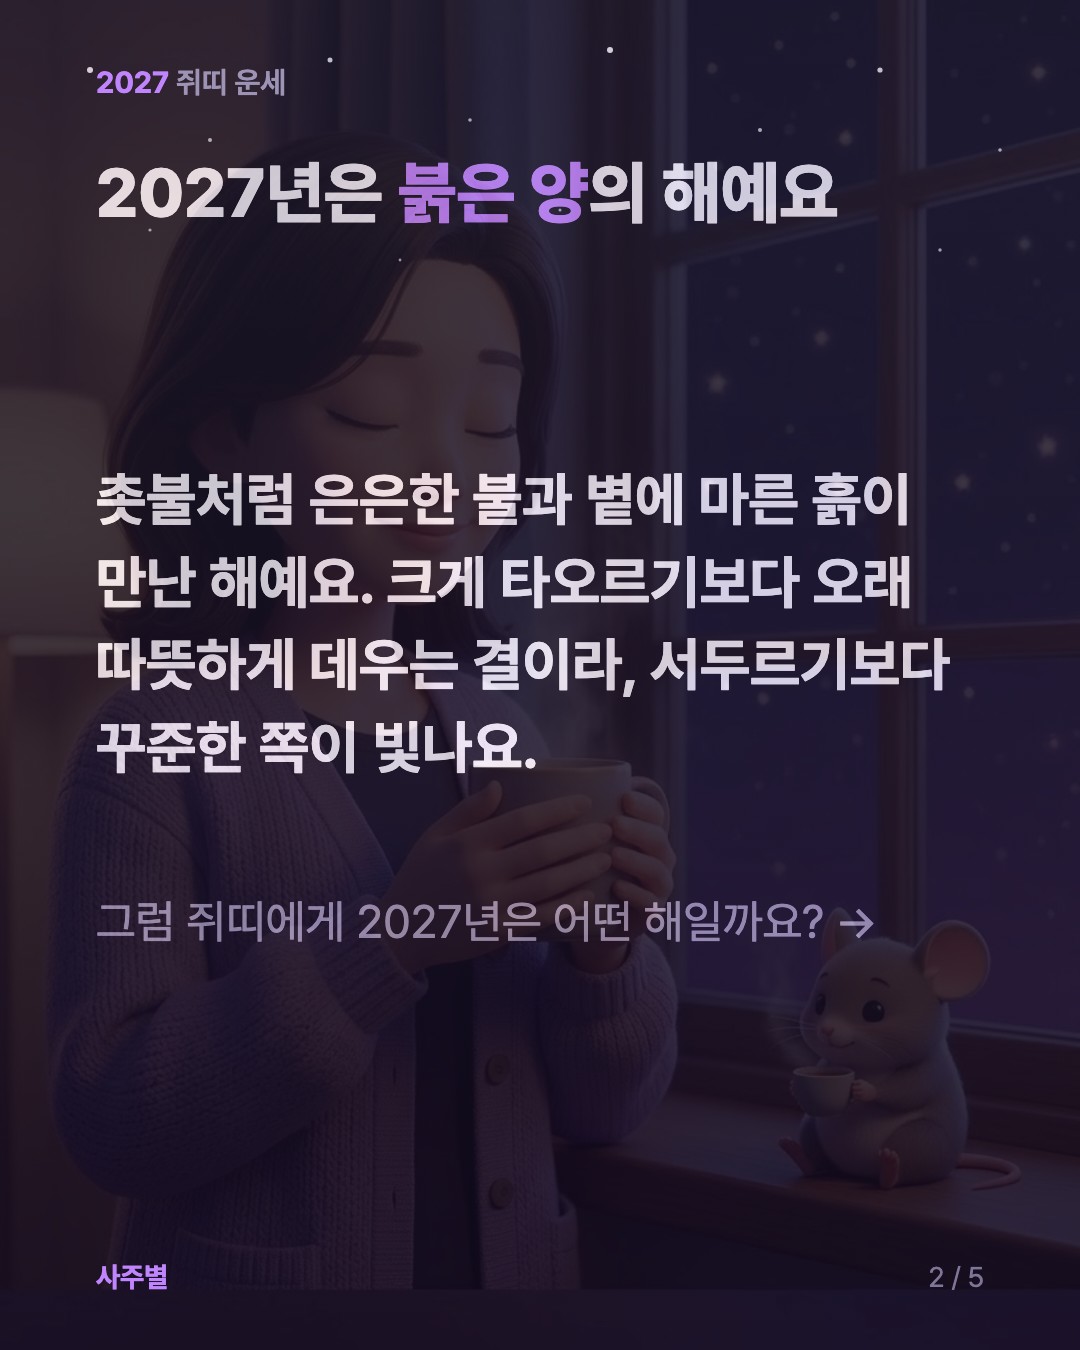 2027 쥐띠 운세
2027년은 붉은 양의 해예요
촛불처럼 은은한 불과 볕에 마른 흙이
만난 해예요. 크게 타오르기보다 오래
따뜻하게 데우는 결이라, 서두르기보다
꾸준한 쪽이 빛나요.
그럼 쥐띠에게 2027년은 어떤 해일까요? →
사주별
2 / 5